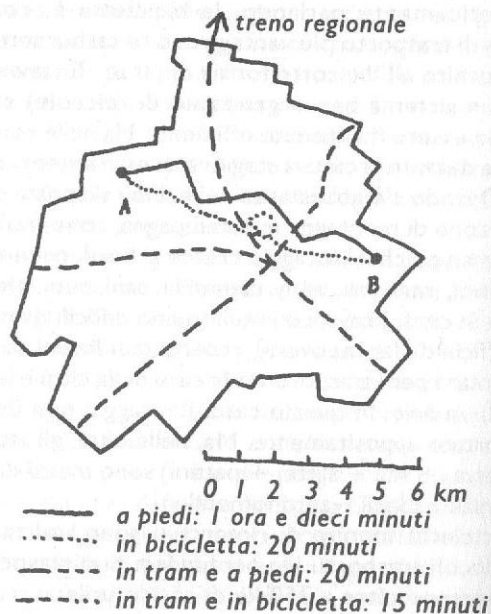 treno regionale
A
B
1 2 3 4 5 6 km
a piedi: 1 ora e dieci minuti
in bicicletta: 20 minuti
in tram e a piedi: 20 minuti
in tram e in bicicletta: 15 minuti